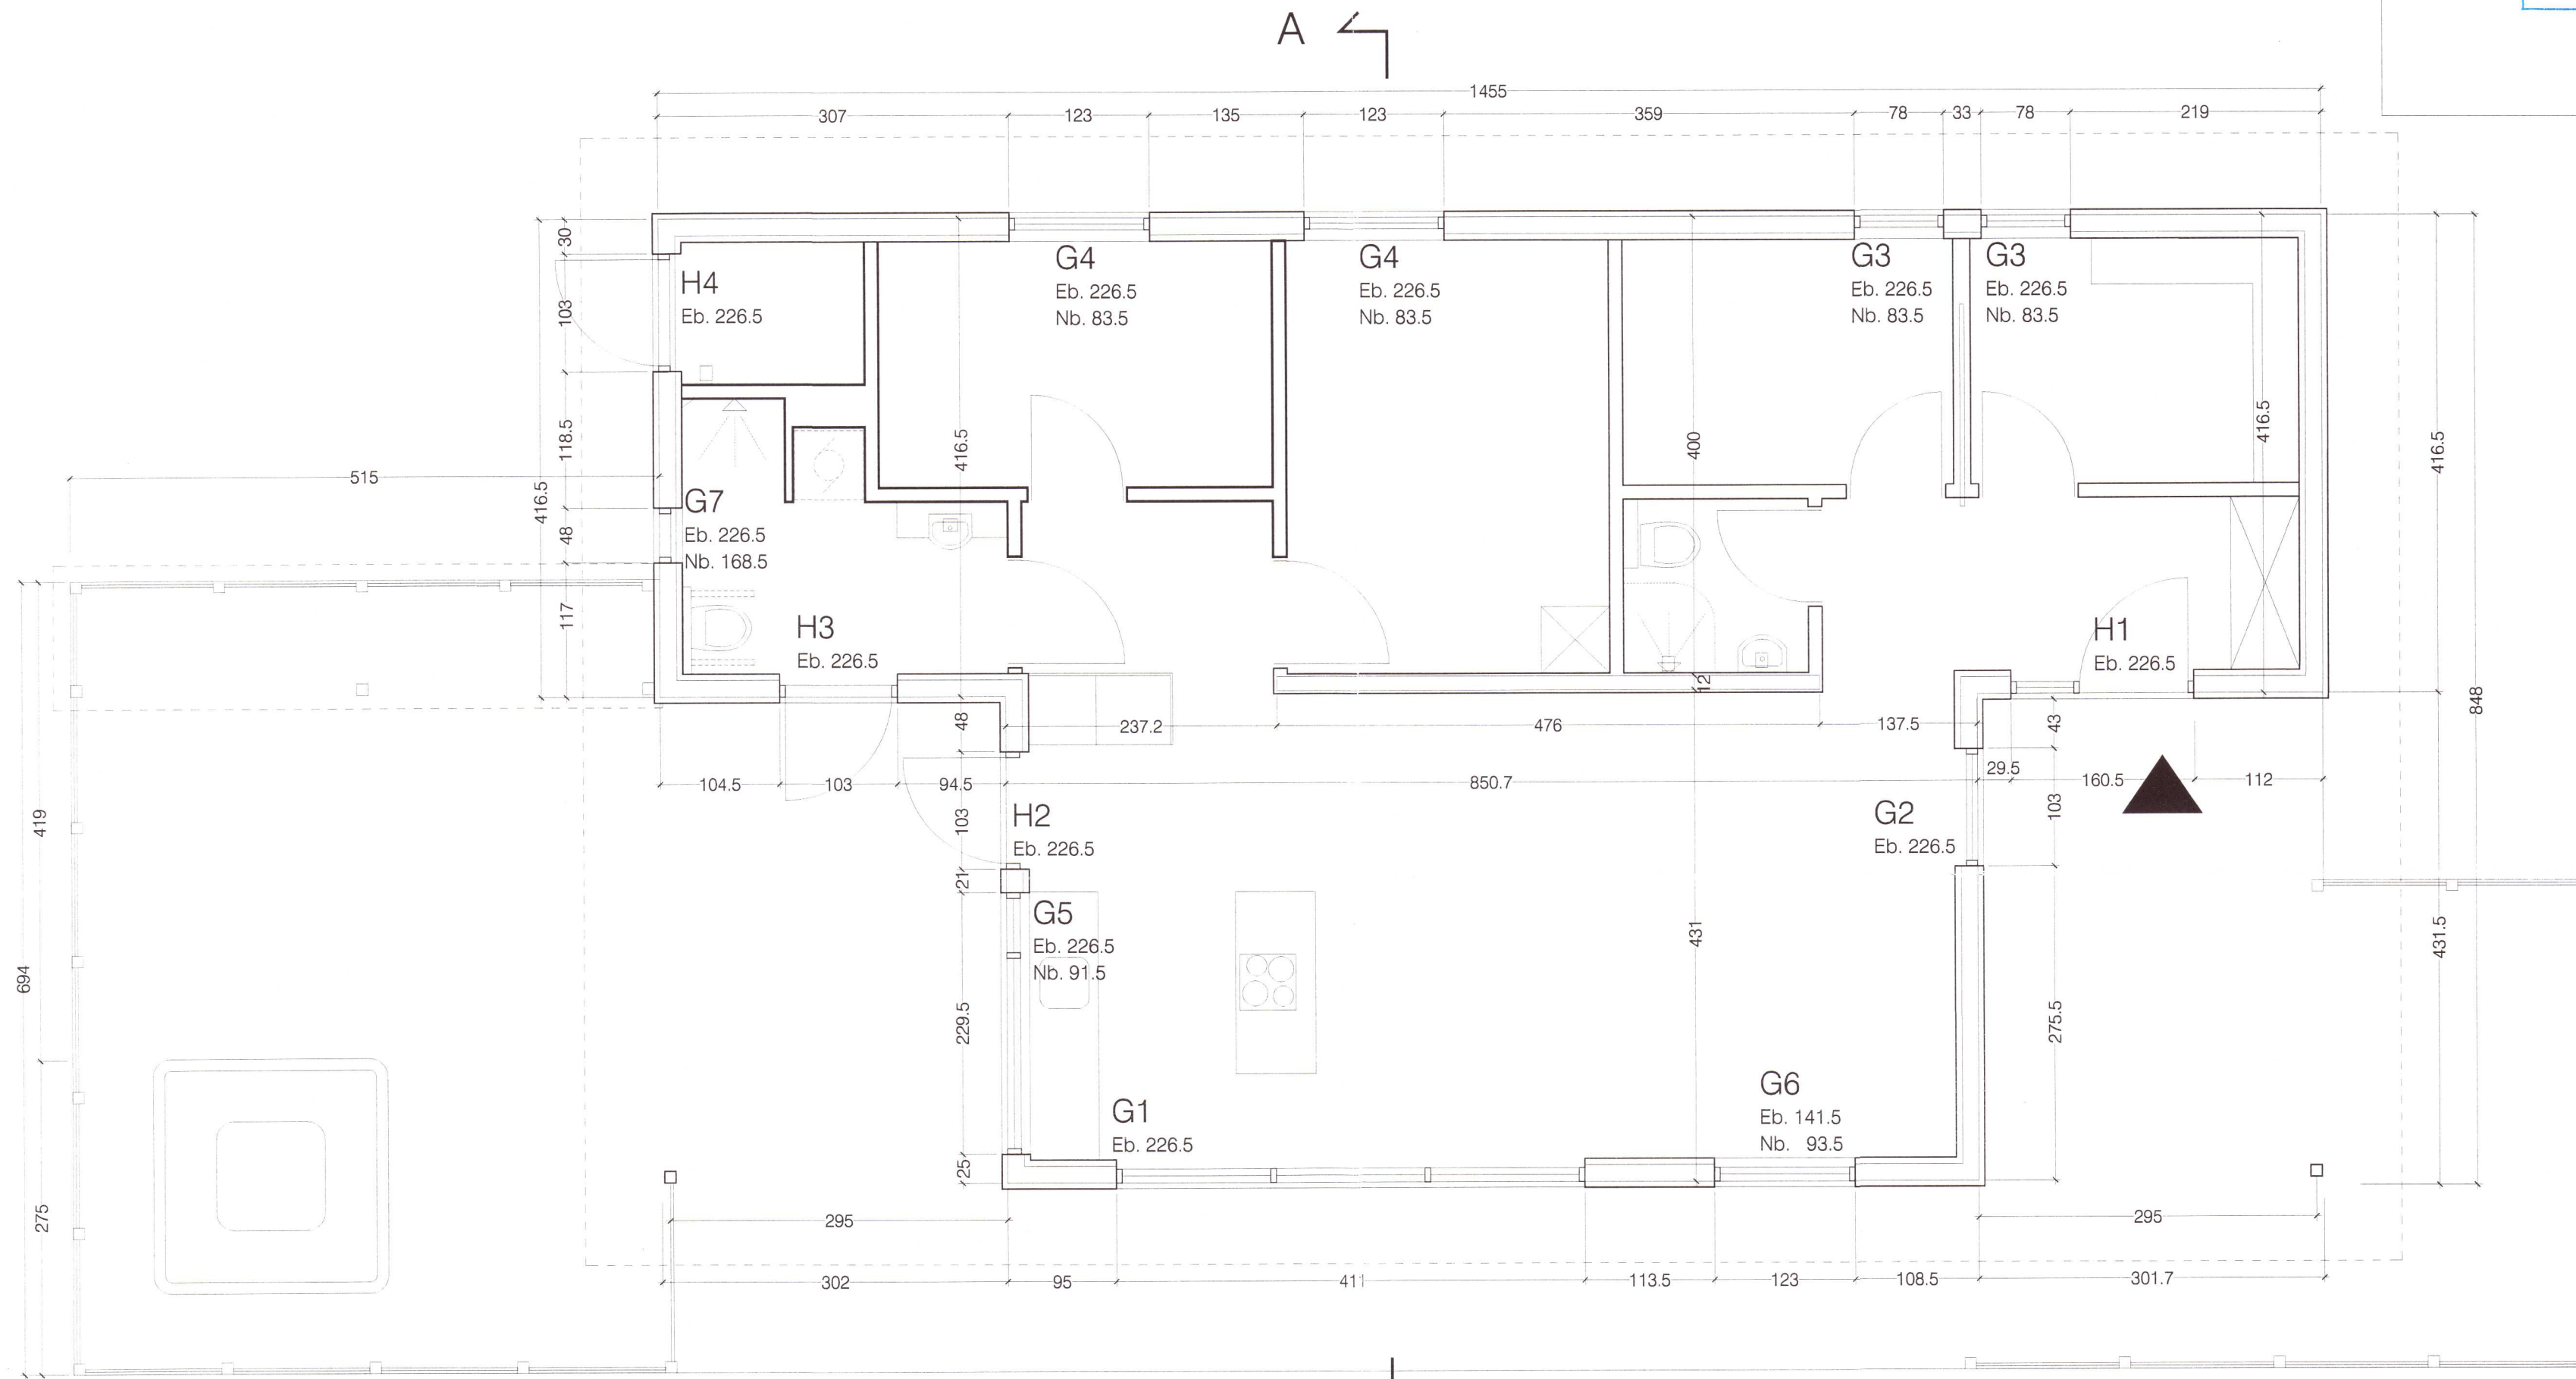 A
1455
307
123
135
123
359
78
33
78
219
30
103
118.5
48
117
416.5
515
H4
Eb. 226.5
G4
Eb. 226.5
Nb. 83.5
G4
Eb. 226.5
Nb. 83.5
G3
Eb. 226.5
Nb. 83.5
G3
Eb. 226.5
Nb. 83.5
416.5
400
416.5
416.5
848
G7
Eb. 226.5
Nb. 168.5
H3
Eb. 226.5
H1
Eb. 226.5
12
48
237.2
476
137.5
43
29.5
104.5
103
94.5
850.7
160.5
112
103
103
H2
Eb. 226.5
G2
Eb. 226.5
21
419
694
275
G5
Eb. 226.5
Nb. 91.5
431
431.5
229.5
275.5
G1
Eb. 226.5
G6
Eb. 141.5
Nb. 93.5
25
295
295
302
95
411
113.5
123
108.5
301.7